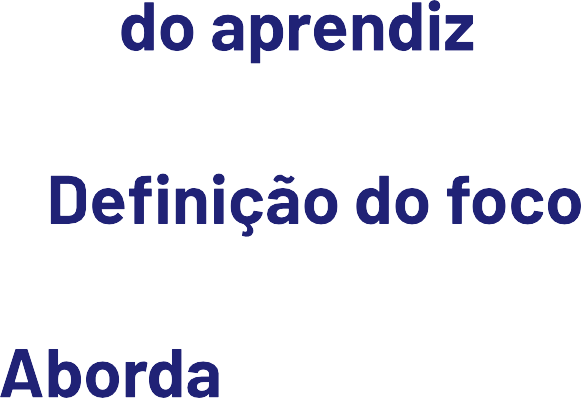 do aprendiz
Definição do foco
Aborda